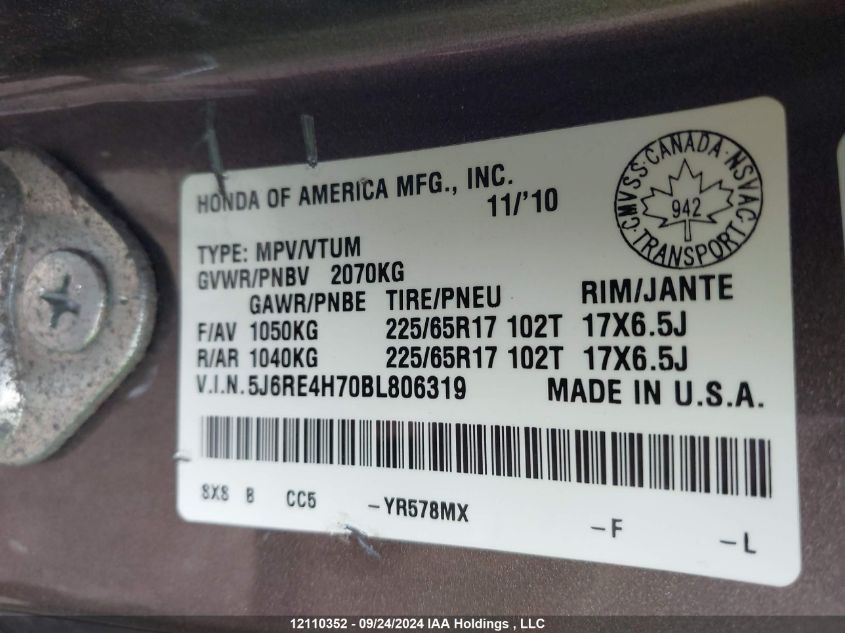 HONDA OF AMERICA MFG., INC.
11/'10
CMVSS·CANADA·NSVAC
942
TRANSPORT
TYPE: MPV/VTUM
GVWR/PNBV 2070KG
GAWR/PNBE TIRE/PNEU RIM/JANTE
F/AV 1050KG 225/65R17 102T 17X6.5J
R/AR 1040KG 225/65R17 102T 17X6.5J
V.I.N. 5J6RE4H70BL806319 MADE IN U.S.A.
SXS B CC5 -YR578MX -F -L
12110352 - 09/24/2024 IAA Holdings , LLC